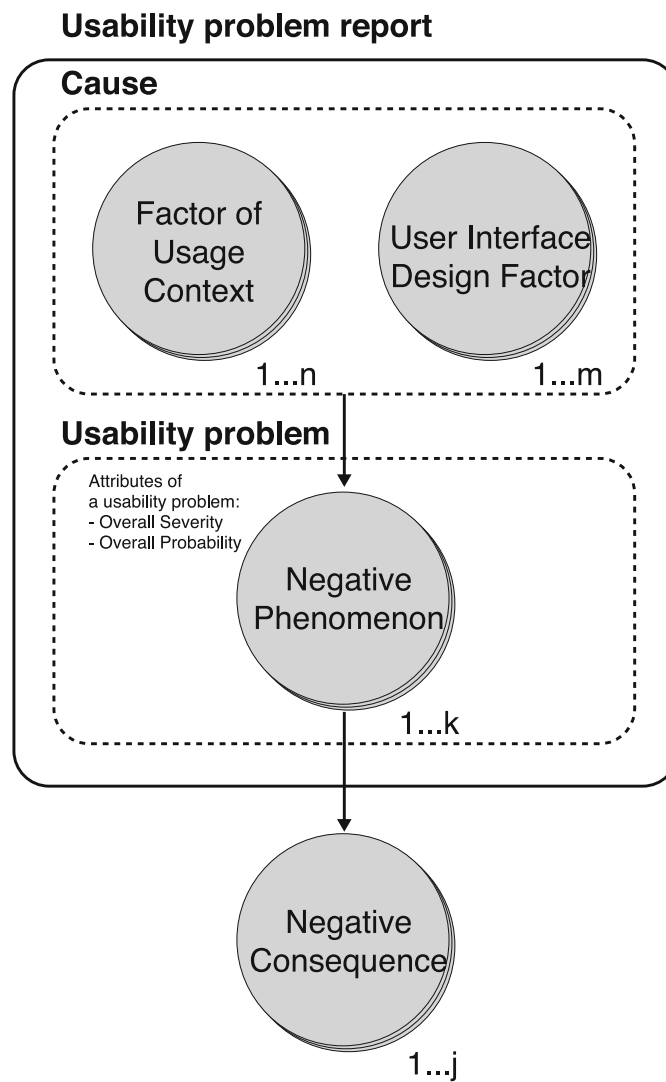 Usability problem report
Cause
Factor of
Usage
Context
1...n
User Interface
Design Factor
1...m
Usability problem
Attributes of
a usability problem:
- Overall Severity
- Overall Probability
Negative
Phenomenon
1...k
Negative
Consequence
1...j